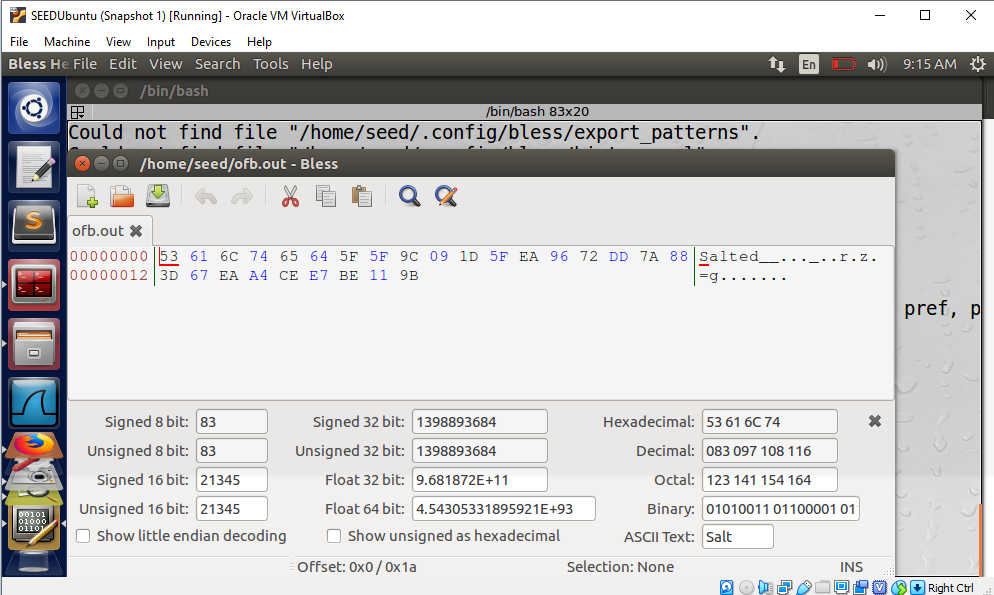 SEEDUbuntu (Snapshot 1) [Running] - Oracle VM VirtualBox
File Machine View Input Devices Help
Bless He File Edit View Search Tools Help En 9:15 AM
/bin/bash
/bin/bash 83x20
Could not find file "/home/seed/.config/bless/export_patterns".
/home/seed/ofb.out - Bless
ofb.out
00000000 53 61 6C 74 65 64 5F 5F 9C 09 1D 5F EA 96 72 DD 7A 88 Salted__..._..r.z.
00000012 3D 67 EA A4 CE E7 BE 11 9B =g.......
pref, p
Signed 8 bit: 83 Signed 32 bit: 1398893684 Hexadecimal: 53 61 6C 74
Unsigned 8 bit: 83 Unsigned 32 bit: 1398893684 Decimal: 083 097 108 116
Signed 16 bit: 21345 Float 32 bit: 9.681872E+11 Octal: 123 141 154 164
Unsigned 16 bit: 21345 Float 64 bit: 4.54305331895921E+93 Binary: 01010011 01100001 01
Show little endian decoding Show unsigned as hexadecimal ASCII Text: Salt
Offset: 0x0 / 0x1a Selection: None INS
Right Ctrl